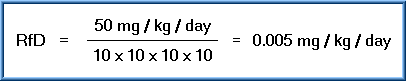 50 mg / kg / day
RfD = = 0.005 mg / kg / day
10 x 10 x 10 x 10